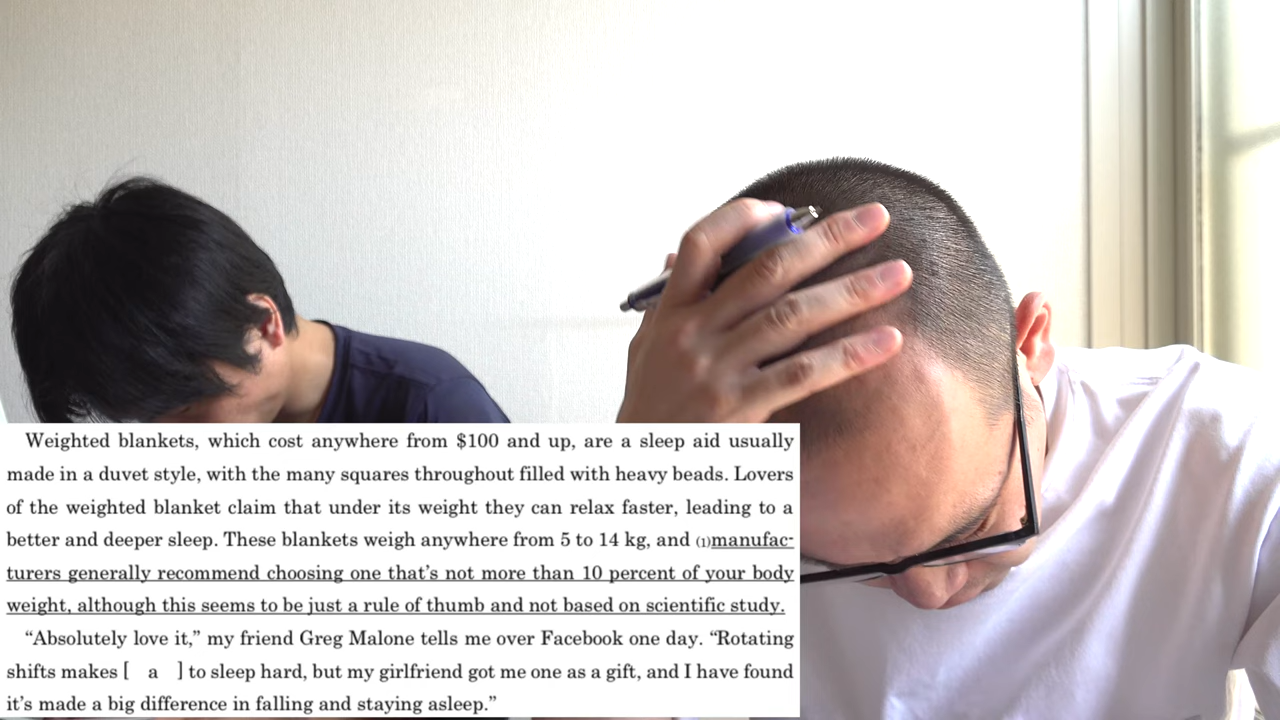 Weighted blankets, which cost anywhere from $100 and up, are a sleep aid usually
made in a duvet style, with the many squares throughout filled with heavy beads. Lovers
of the weighted blanket claim that under its weight they can relax faster, leading to a
better and deeper sleep. These blankets weigh anywhere from 5 to 14 kg, and (1)manufac-
turers generally recommend choosing one that's not more than 10 percent of your body
weight, although this seems to be just a rule of thumb and not based on scientific study.
“Absolutely love it,” my friend Greg Malone tells me over Facebook one day. “Rotating
shifts makes [ a ] to sleep hard, but my girlfriend got me one as a gift, and I have found
it's made a big difference in falling and staying asleep.”